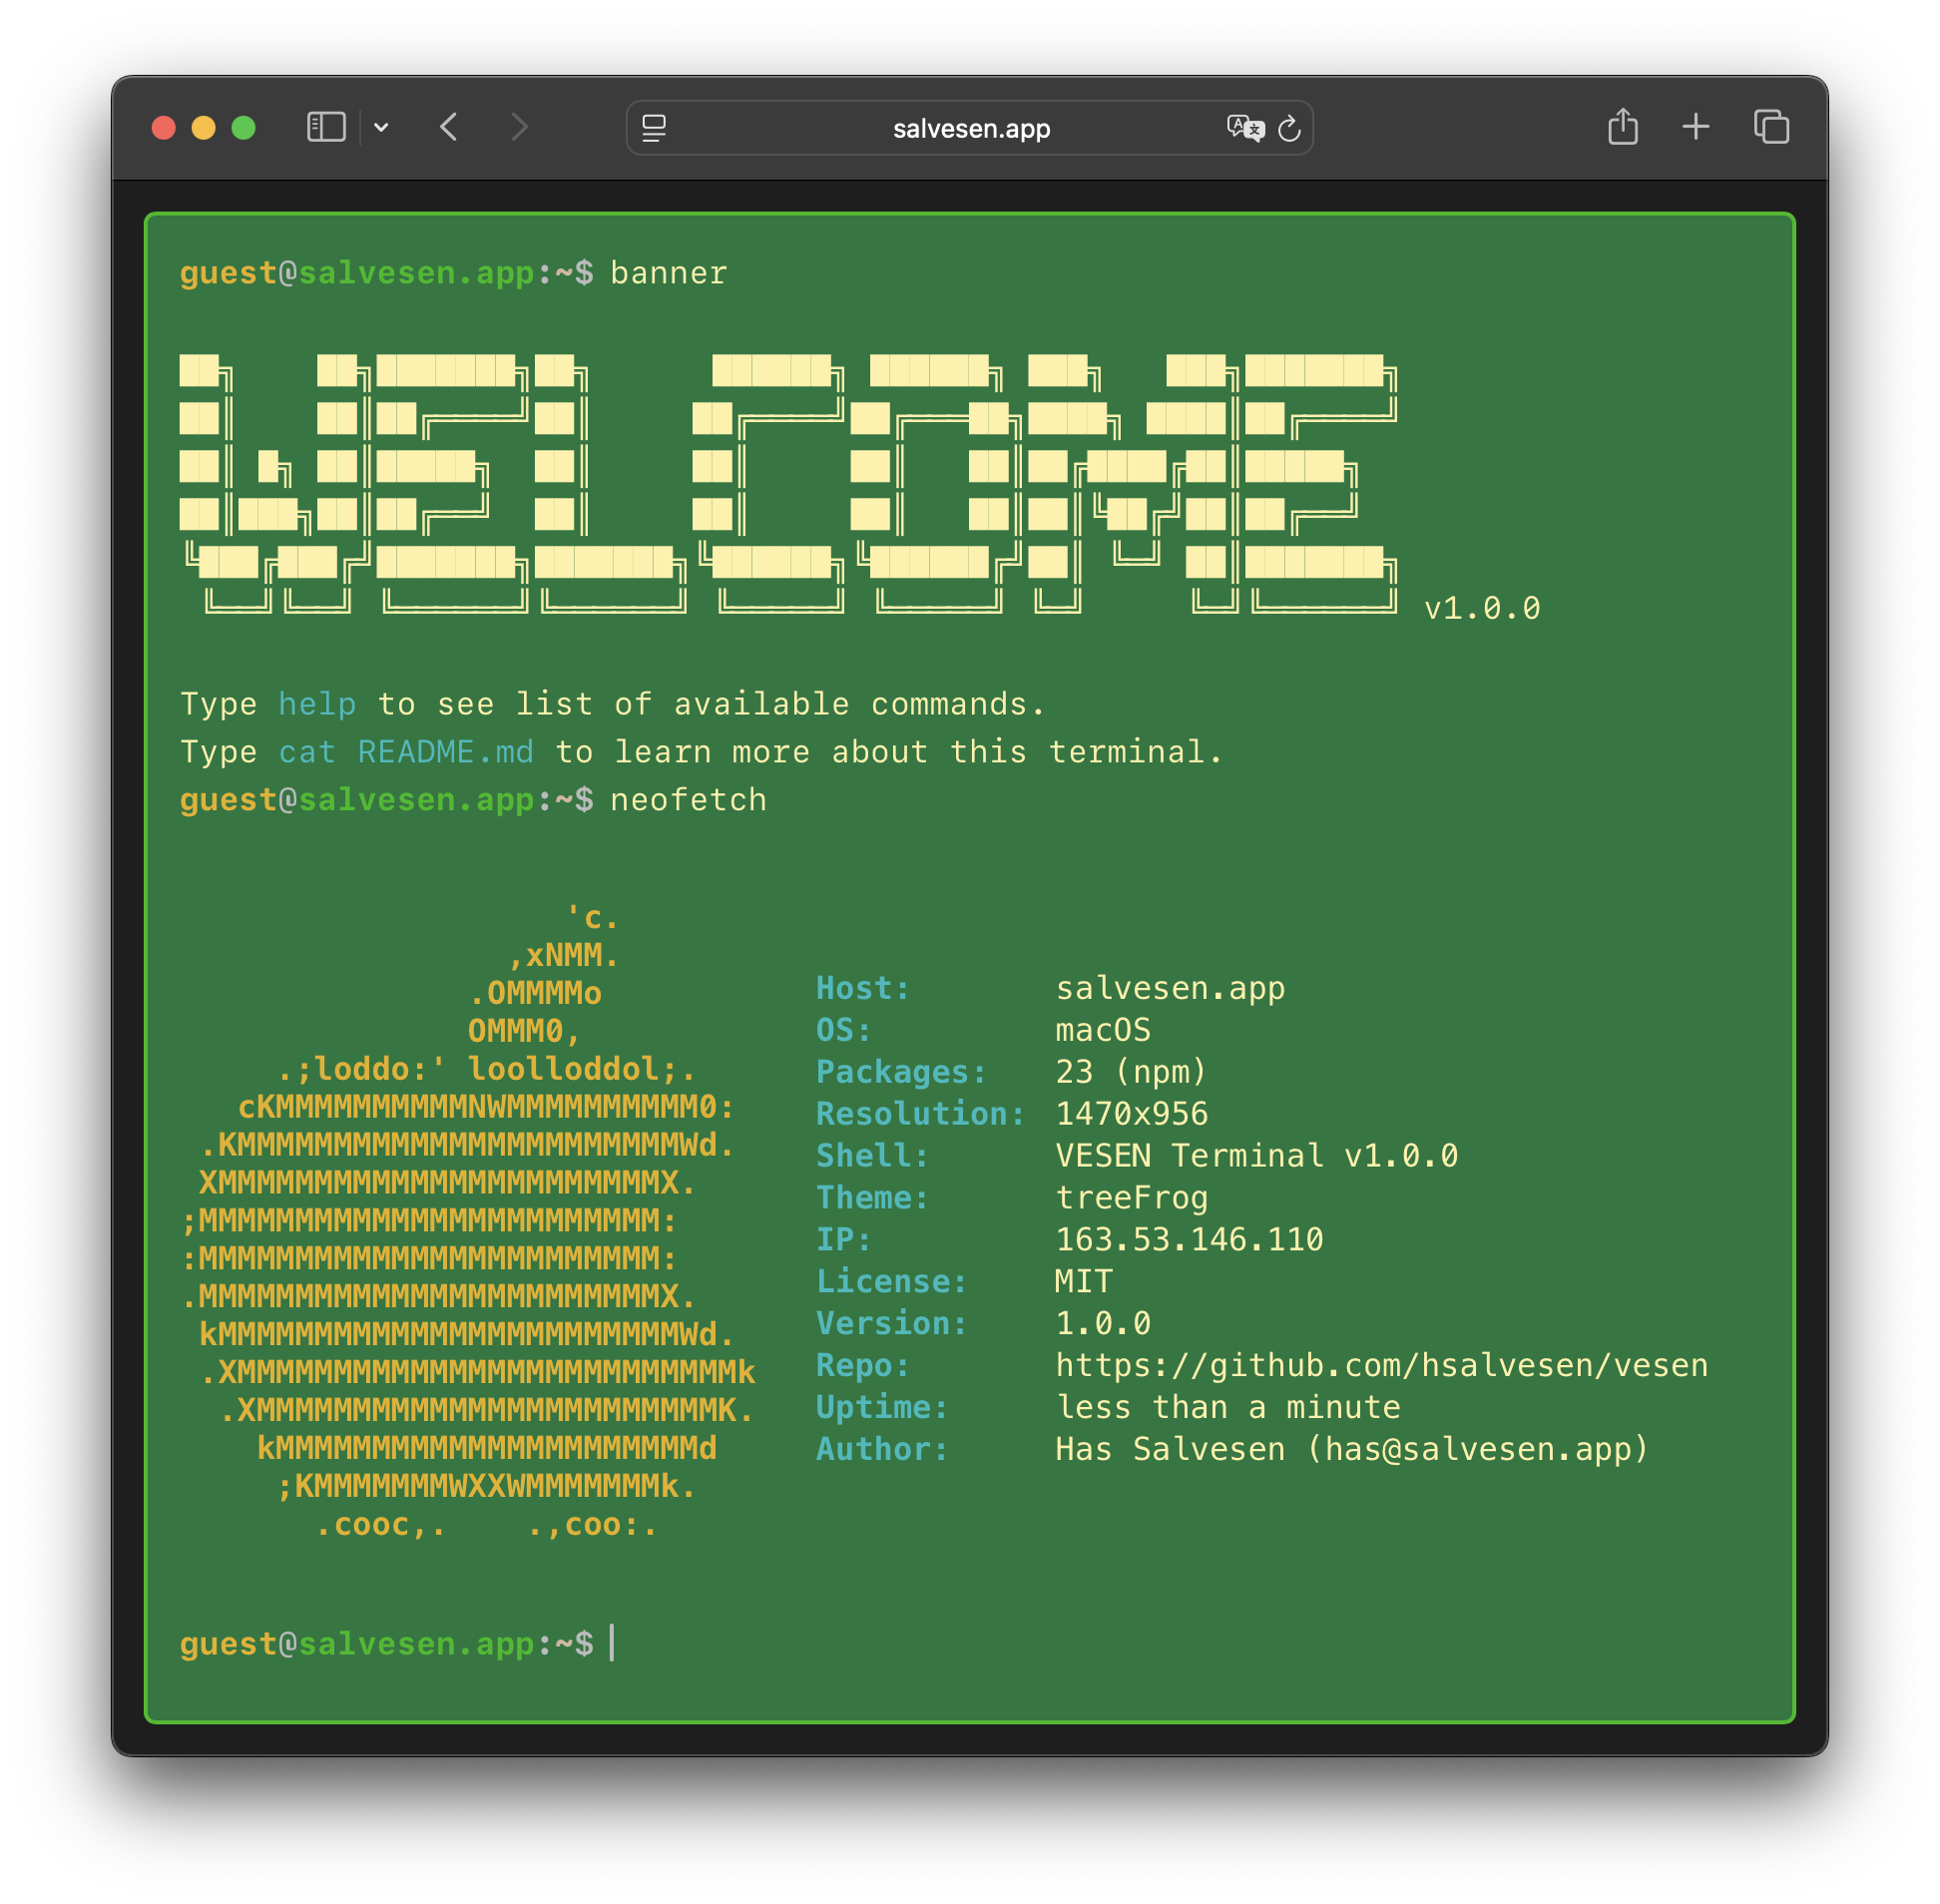 salvesen.app
guest@salvesen.app:~$ banner
WELCOME
v1.0.0
Type help to see list of available commands.
Type cat README.md to learn more about this terminal.
guest@salvesen.app:~$ neofetch
'c.
,xNMM.
.OMMMMo
OMMM0,
.;loddo:' loolloddol;.
cKMMMMMMMMMMNWMMMMMMMMMM0:
.KMMMMMMMMMMMMMMMMMMMMMMMWd.
XMMMMMMMMMMMMMMMMMMMMMMMX.
;MMMMMMMMMMMMMMMMMMMMMMMM:
:MMMMMMMMMMMMMMMMMMMMMMMM:
.MMMMMMMMMMMMMMMMMMMMMMMMX.
kMMMMMMMMMMMMMMMMMMMMMMMMWd.
.XMMMMMMMMMMMMMMMMMMMMMMMMMMk
.XMMMMMMMMMMMMMMMMMMMMMMMMK.
kMMMMMMMMMMMMMMMMMMMMMMd
;KMMMMMMMWXXWMMMMMMMk.
.cooc,. .,coo:.
Host: salvesen.app
OS: macOS
Packages: 23 (npm)
Resolution: 1470x956
Shell: VESEN Terminal v1.0.0
Theme: treeFrog
IP: 163.53.146.110
License: MIT
Version: 1.0.0
Repo: https://github.com/hsalvesen/vesen
Uptime: less than a minute
Author: Has Salvesen (has@salvesen.app)
guest@salvesen.app:~$